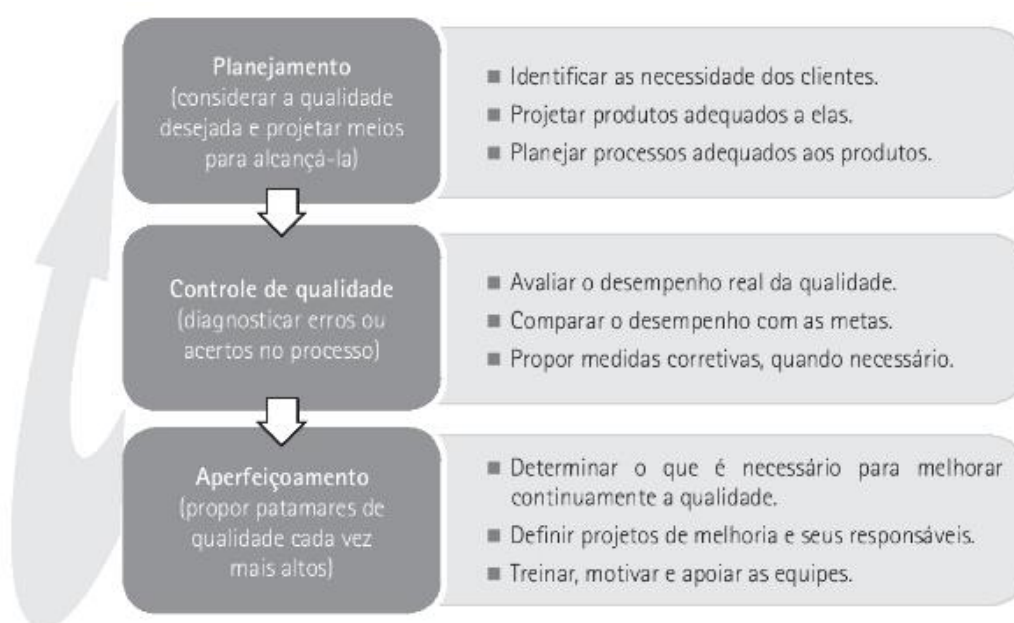 Planejamento
(considerar a qualidade
desejada e projetar meios
para alcançá-la)
■ Identificar as necessidade dos clientes.
■ Projetar produtos adequados a elas.
■ Planejar processos adequados aos produtos.
Controle de qualidade
(diagnosticar erros ou
acertos no processo)
■ Avaliar o desempenho real da qualidade.
■ Comparar o desempenho com as metas.
■ Propor medidas corretivas, quando necessário.
Aperfeiçoamento
(propor patamares de
qualidade cada vez
mais altos)
■ Determinar o que é necessário para melhorar
continuamente a qualidade.
■ Definir projetos de melhoria e seus responsáveis.
■ Treinar, motivar e apoiar as equipes.